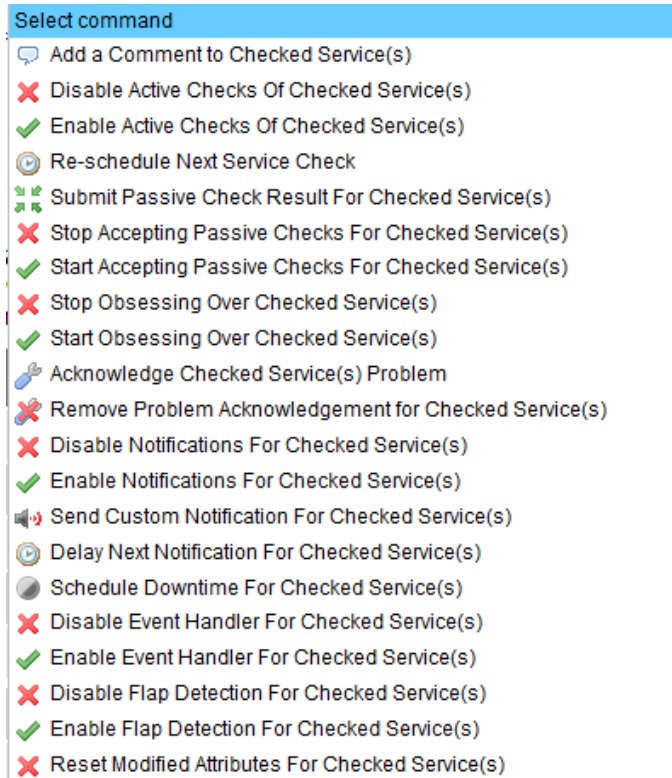 Select command
Add a Comment to Checked Service(s)
Disable Active Checks Of Checked Service(s)
Enable Active Checks Of Checked Service(s)
Re-schedule Next Service Check
Submit Passive Check Result For Checked Service(s)
Stop Accepting Passive Checks For Checked Service(s)
Start Accepting Passive Checks For Checked Service(s)
Stop Obsessing Over Checked Service(s)
Start Obsessing Over Checked Service(s)
Acknowledge Checked Service(s) Problem
Remove Problem Acknowledgement for Checked Service(s)
Disable Notifications For Checked Service(s)
Enable Notifications For Checked Service(s)
Send Custom Notification For Checked Service(s)
Delay Next Notification For Checked Service(s)
Schedule Downtime For Checked Service(s)
Disable Event Handler For Checked Service(s)
Enable Event Handler For Checked Service(s)
Disable Flap Detection For Checked Service(s)
Enable Flap Detection For Checked Service(s)
Reset Modified Attributes For Checked Service(s)